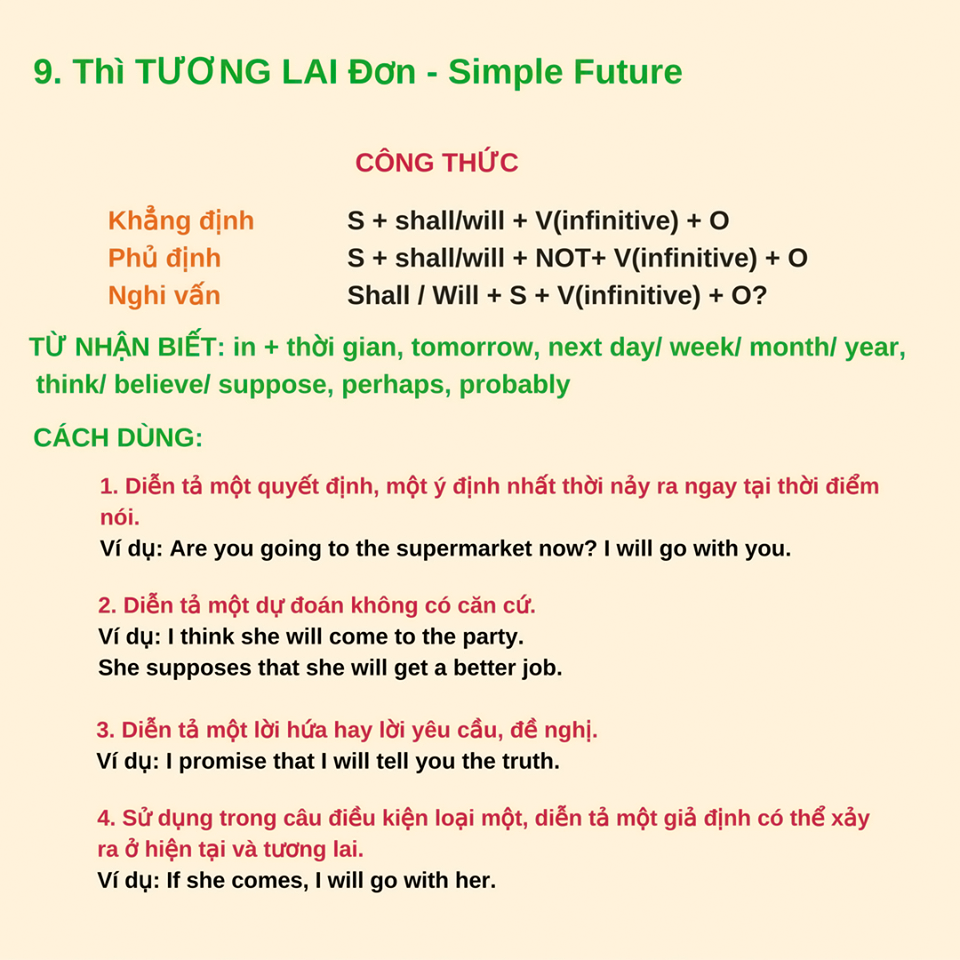 9. Thì TƯƠNG LAI Đơn - Simple Future
CÔNG THỨC
Khẳng định S + shall/will + V(infinitive) + O
Phủ định S + shall/will + NOT+ V(infinitive) + O
Nghi vấn Shall / Will + S + V(infinitive) + O?
TỪ NHẬN BIẾT: in + thời gian, tomorrow, next day/ week/ month/ year,
think/ believe/ suppose, perhaps, probably
CÁCH DÙNG:
1. Diễn tả một quyết định, một ý định nhất thời nảy ra ngay tại thời điểm
nói.
Ví dụ: Are you going to the supermarket now? I will go with you.
2. Diễn tả một dự đoán không có căn cứ.
Ví dụ: I think she will come to the party.
She supposes that she will get a better job.
3. Diễn tả một lời hứa hay lời yêu cầu, đề nghị.
Ví dụ: I promise that I will tell you the truth.
4. Sử dụng trong câu điều kiện loại một, diễn tả một giả định có thể xảy
ra ở hiện tại và tương lai.
Ví dụ: If she comes, I will go with her.